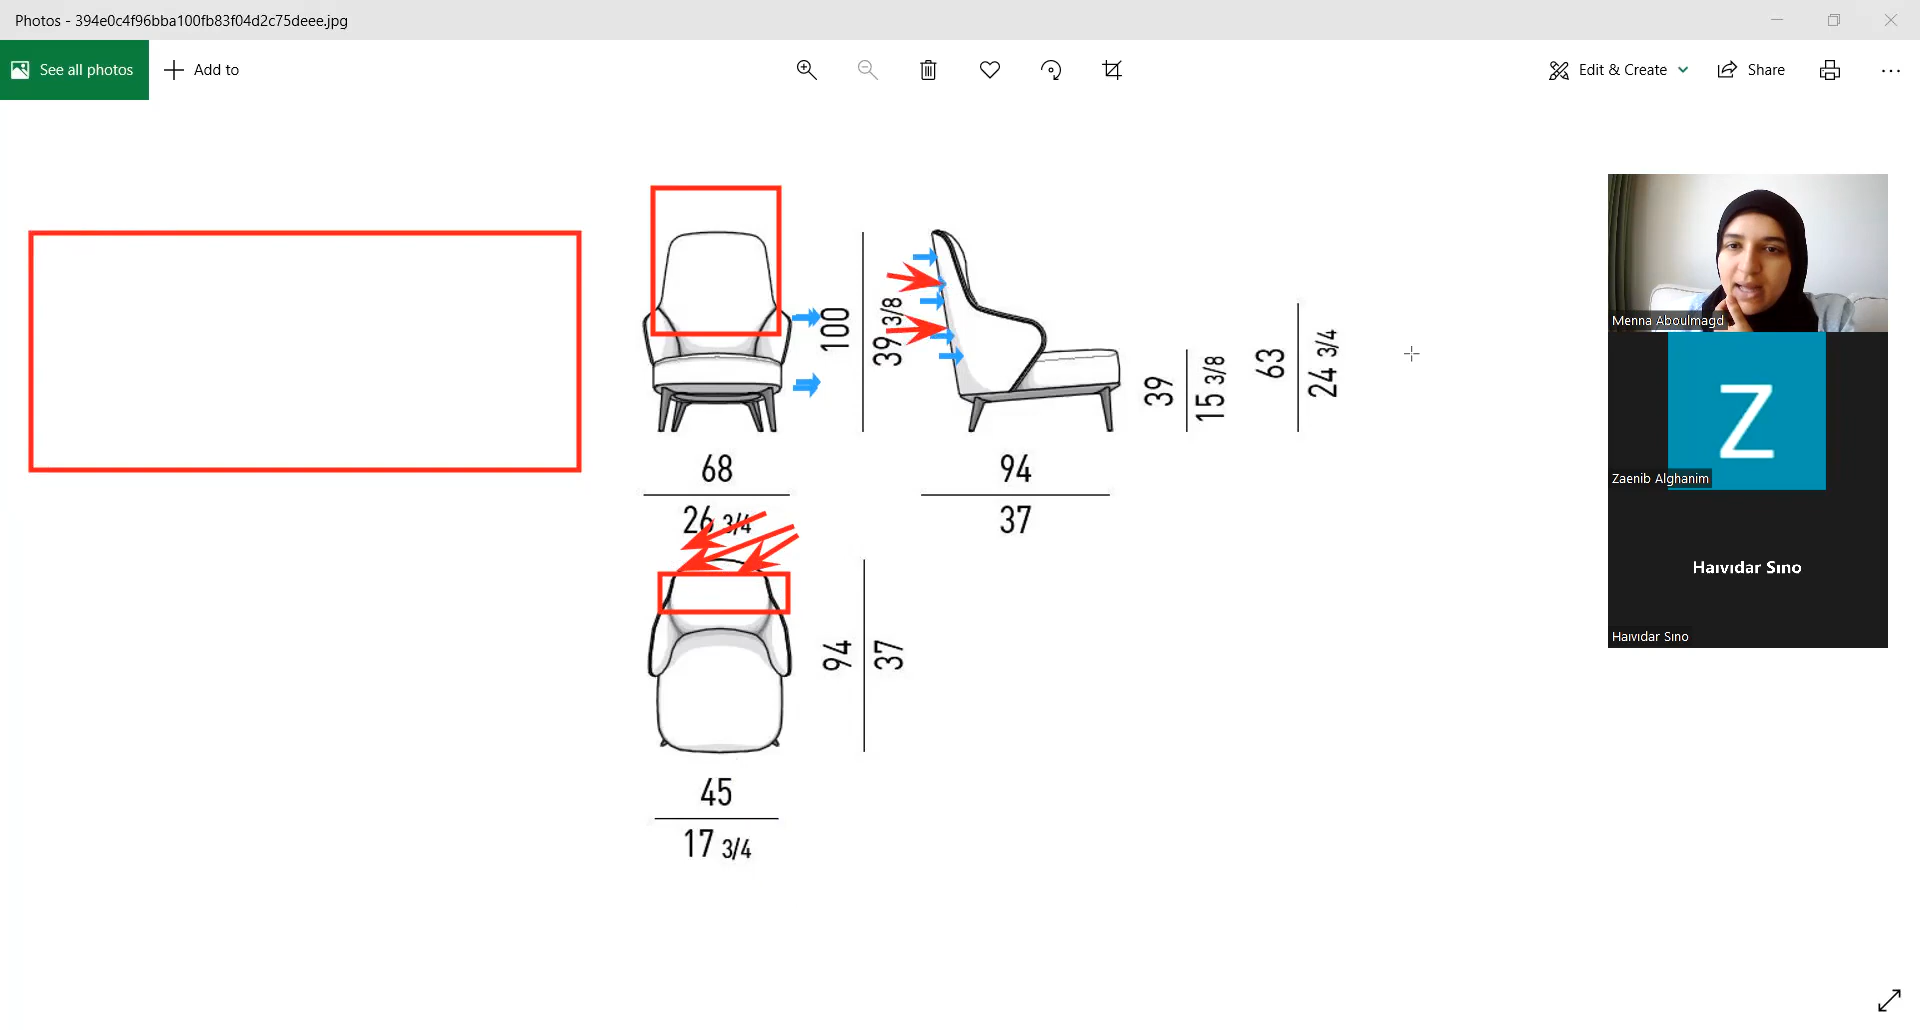 Photos - 394e0c4f96bba100fb83f04d2c75deee.jpg
See all photos
Add to
Edit & Create
Share
100
39 3/8
39
15 3/8
63
24 3/4
68
26 3/4
94
37
94
37
45
17 3/4
Menna Aboulmagd
Z
Zaenib Alghanim
Haıvıdar Sıno
Haıvıdar Sıno